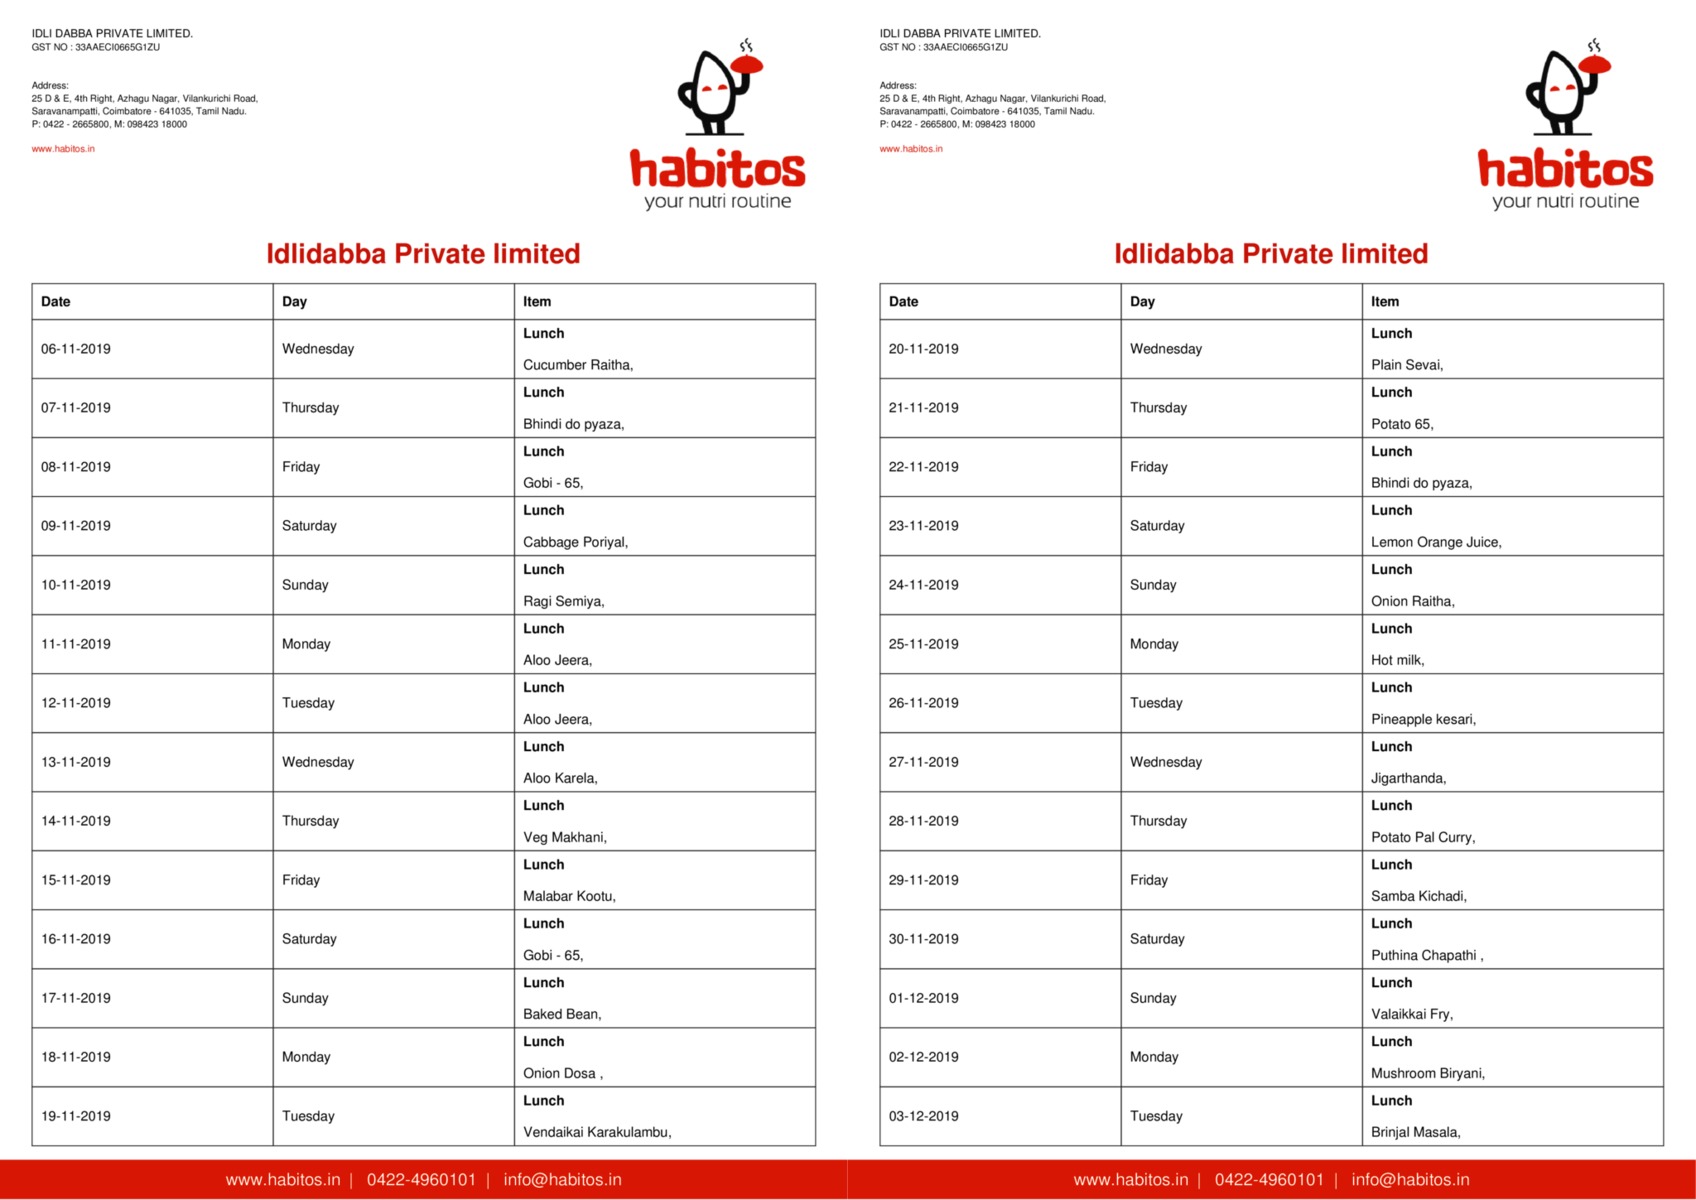 IDLI DABBA PRIVATE LIMITED.
GST NO : 33AAECI0665G1ZU
Address:
25 D & E, 4th Right, Azhagu Nagar, Vilankurichi Road,
Saravanampatti, Coimbatore - 641035, Tamil Nadu.
P: 0422 - 2665800, M: 098423 18000
www.habitos.in
habitos
your nutri routine
Idlidabba Private limited
Date Day Item
06-11-2019 Wednesday Lunch
Cucumber Raitha,
07-11-2019 Thursday Lunch
Bhindi do pyaza,
08-11-2019 Friday Lunch
Gobi - 65,
09-11-2019 Saturday Lunch
Cabbage Poriyal,
10-11-2019 Sunday Lunch
Ragi Semiya,
11-11-2019 Monday Lunch
Aloo Jeera,
12-11-2019 Tuesday Lunch
Aloo Jeera,
13-11-2019 Wednesday Lunch
Aloo Karela,
14-11-2019 Thursday Lunch
Veg Makhani,
15-11-2019 Friday Lunch
Malabar Kootu,
16-11-2019 Saturday Lunch
Gobi - 65,
17-11-2019 Sunday Lunch
Baked Bean,
18-11-2019 Monday Lunch
Onion Dosa ,
19-11-2019 Tuesday Lunch
Vendaikai Karakulambu,
www.habitos.in | 0422-4960101 | info@habitos.in
IDLI DABBA PRIVATE LIMITED.
GST NO : 33AAECI0665G1ZU
Address:
25 D & E, 4th Right, Azhagu Nagar, Vilankurichi Road,
Saravanampatti, Coimbatore - 641035, Tamil Nadu.
P: 0422 - 2665800, M: 098423 18000
www.habitos.in
habitos
your nutri routine
Idlidabba Private limited
Date Day Item
20-11-2019 Wednesday Lunch
Plain Sevai,
21-11-2019 Thursday Lunch
Potato 65,
22-11-2019 Friday Lunch
Bhindi do pyaza,
23-11-2019 Saturday Lunch
Lemon Orange Juice,
24-11-2019 Sunday Lunch
Onion Raitha,
25-11-2019 Monday Lunch
Hot milk,
26-11-2019 Tuesday Lunch
Pineapple kesari,
27-11-2019 Wednesday Lunch
Jigarthanda,
28-11-2019 Thursday Lunch
Potato Pal Curry,
29-11-2019 Friday Lunch
Samba Kichadi,
30-11-2019 Saturday Lunch
Puthina Chapathi ,
01-12-2019 Sunday Lunch
Valaikkai Fry,
02-12-2019 Monday Lunch
Mushroom Biryani,
03-12-2019 Tuesday Lunch
Brinjal Masala,
www.habitos.in | 0422-4960101 | info@habitos.in